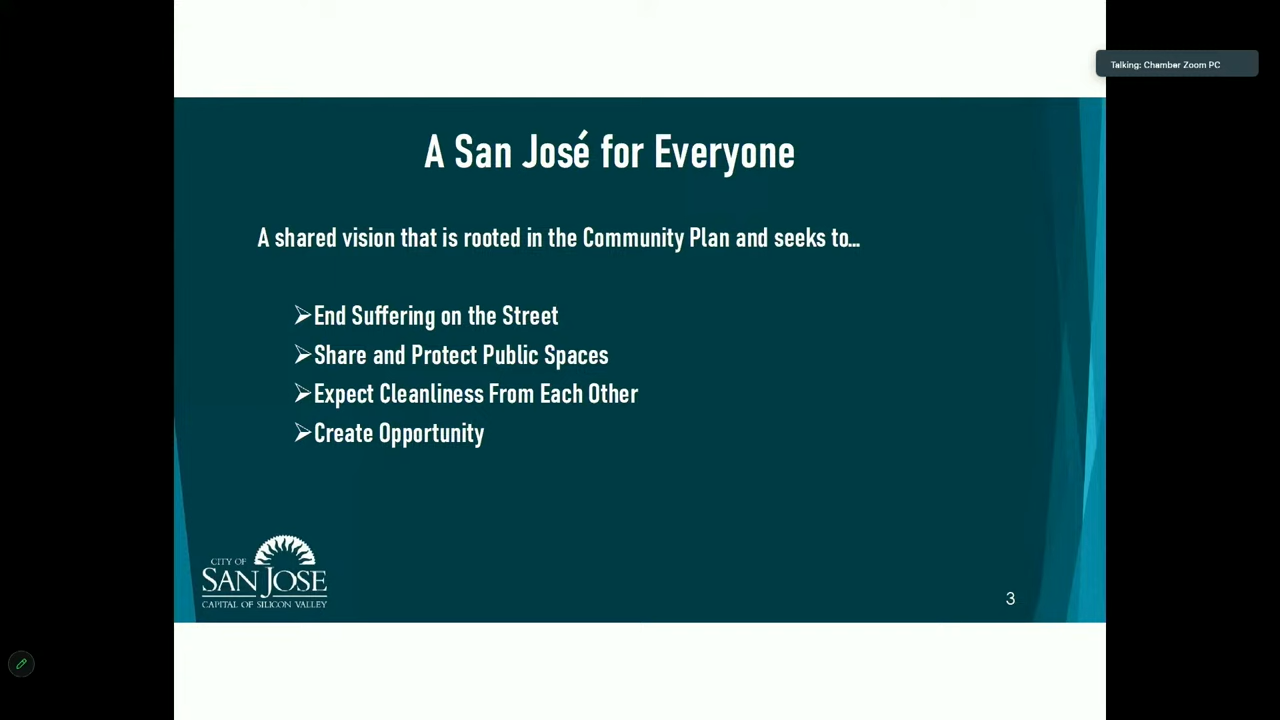 Talking: Chamber Zoom PC
A San José for Everyone
A shared vision that is rooted in the Community Plan and seeks to...
➢End Suffering on the Street
➢Share and Protect Public Spaces
➢Expect Cleanliness From Each Other
➢Create Opportunity
CITY OF
SAN JOSE
CAPITAL OF SILICON VALLEY
3